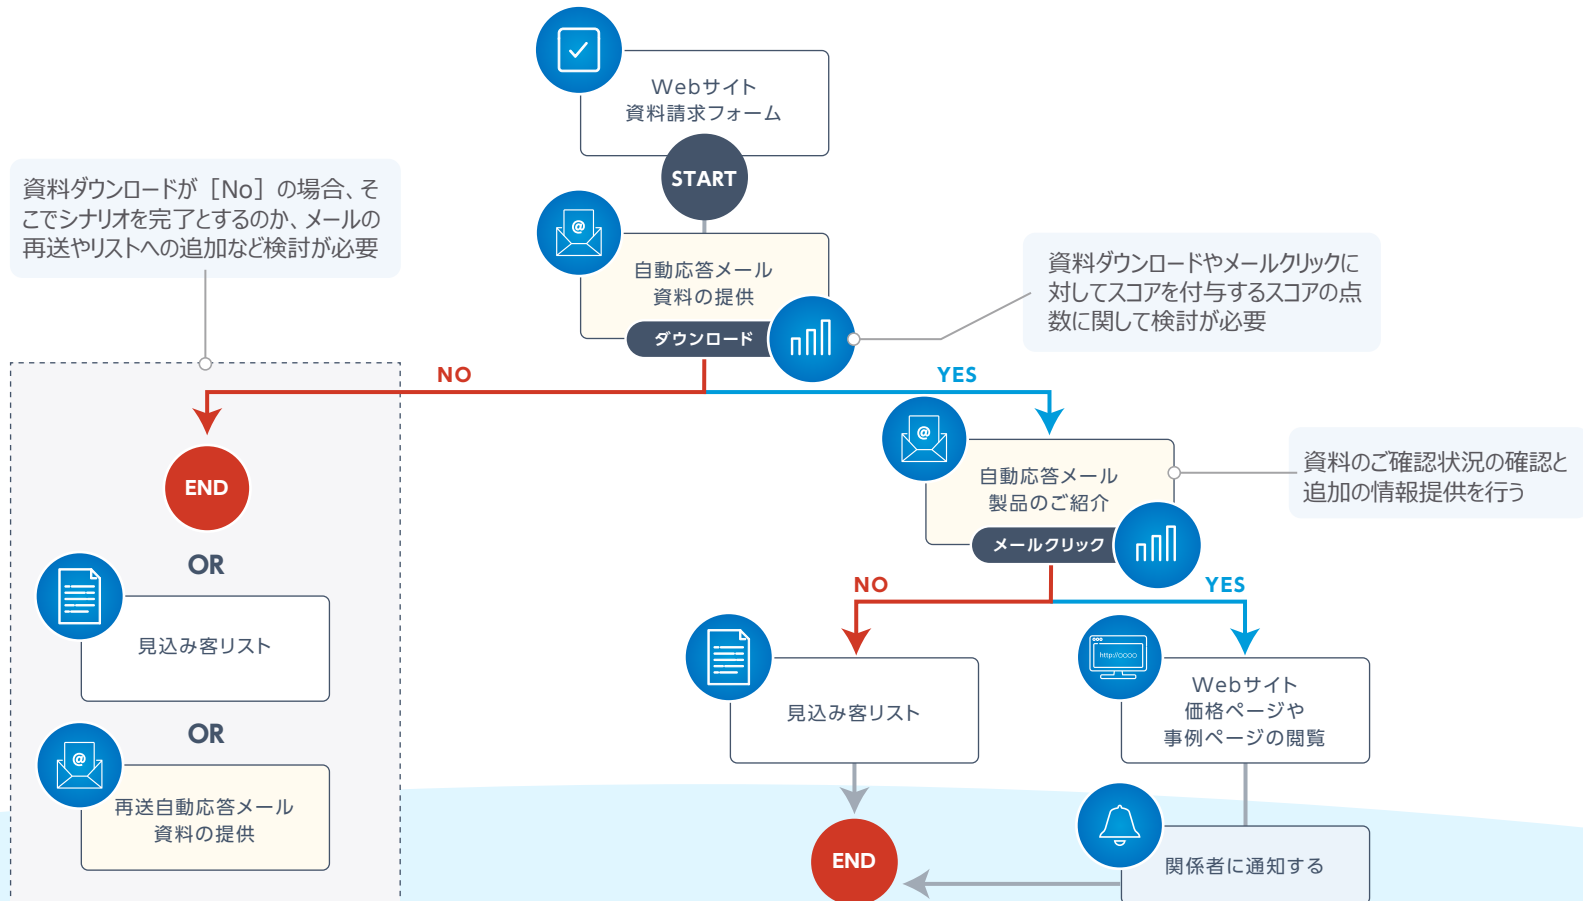 Webサイト
資料請求フォーム
START
資料ダウンロードが［No］の場合、そ
こでシナリオを完了とするのか、メールの
再送やリストへの追加など検討が必要
@
自動応答メール
資料の提供
ダウンロード
資料ダウンロードやメールクリックに
対してスコアを付与するスコアの点
数に関して検討が必要
NO
YES
END
OR
見込み客リスト
OR
@
再送自動応答メール
資料の提供
@
自動応答メール
製品のご紹介
メールクリック
資料のご確認状況の確認と
追加の情報提供を行う
NO
YES
見込み客リスト
http://OOOO
Webサイト
価格ページや
事例ページの閲覧
END
関係者に通知する